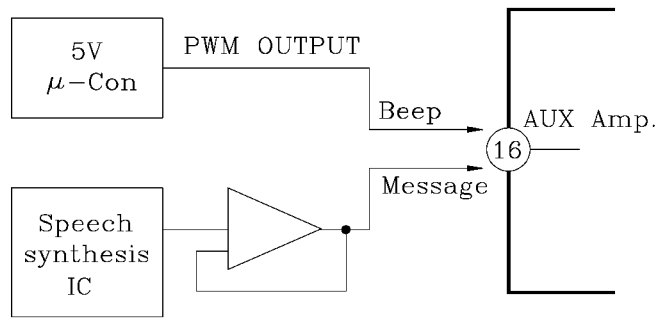 5V
μ-Con
PWM OUTPUT
Beep
AUX Amp.
16
Message
Speech
synthesis
IC